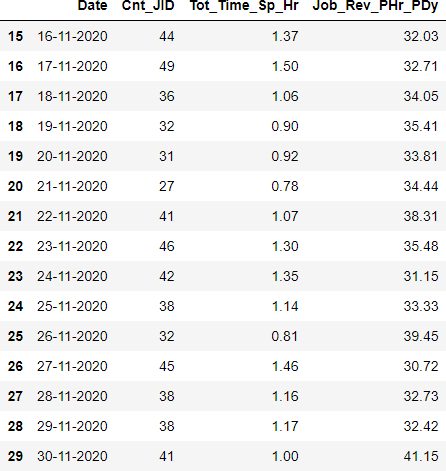 Date Cnt_JID Tot_Time_Sp_Hr Job_Rev_PHr_PDy
15 16-11-2020 44 1.37 32.03
16 17-11-2020 49 1.50 32.71
17 18-11-2020 36 1.06 34.05
18 19-11-2020 32 0.90 35.41
19 20-11-2020 31 0.92 33.81
20 21-11-2020 27 0.78 34.44
21 22-11-2020 41 1.07 38.31
22 23-11-2020 46 1.30 35.48
23 24-11-2020 42 1.35 31.15
24 25-11-2020 38 1.14 33.33
25 26-11-2020 32 0.81 39.45
26 27-11-2020 45 1.46 30.72
27 28-11-2020 38 1.16 32.73
28 29-11-2020 38 1.17 32.42
29 30-11-2020 41 1.00 41.15